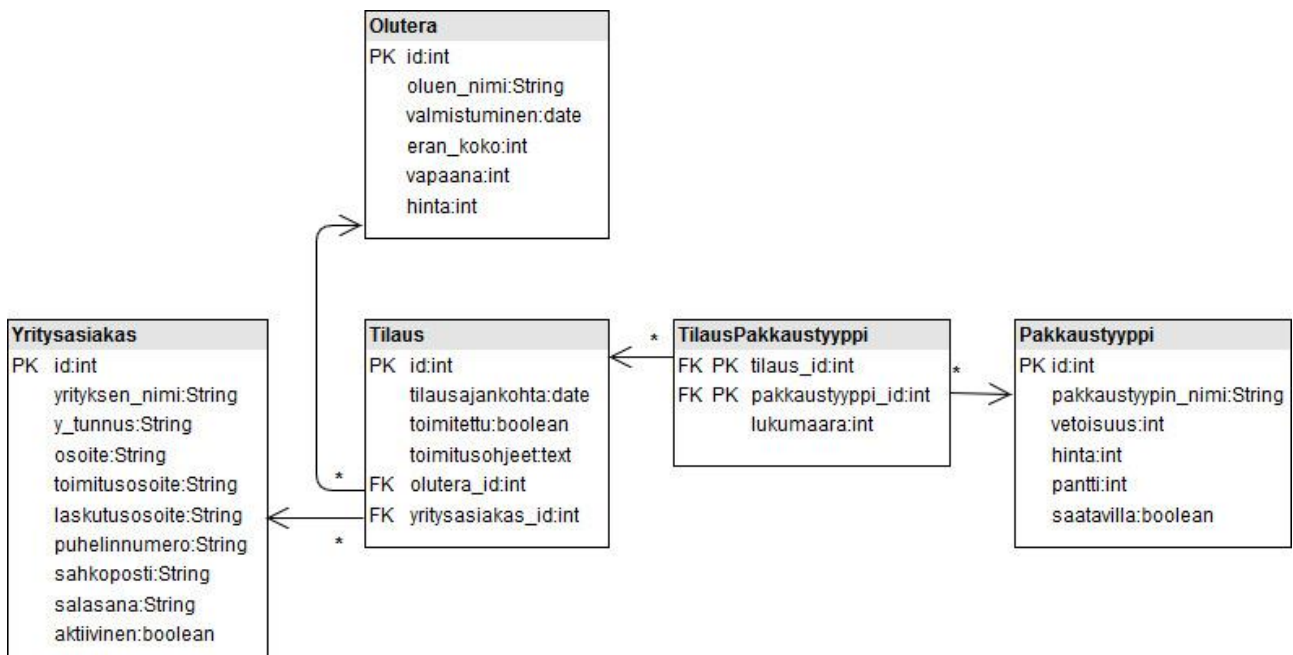 Olutera
PK id:int
oluen_nimi:String
valmistuminen:date
eran_koko:int
vapaana:int
hinta:int
Yritysasiakas
PK id:int
yrityksen_nimi:String
y_tunnus:String
osoite:String
toimitusosoite:String
laskutusosoite:String
puhelinnumero:String
sahkoposti:String
salasana:String
aktiivinen:boolean
Tilaus
PK id:int
tilausajankohta:date
toimitettu:boolean
toimitusohjeet:text
* FK olutera_id:int
FK yritysasiakas_id:int
*
*
TilausPakkaustyyppi
FK PK tilaus_id:int
FK PK pakkaustyyppi_id:int
lukumaara:int
*
Pakkaustyyppi
PK id:int
pakkaustyypin_nimi:String
vetoisuus:int
hinta:int
pantti:int
saatavilla:boolean